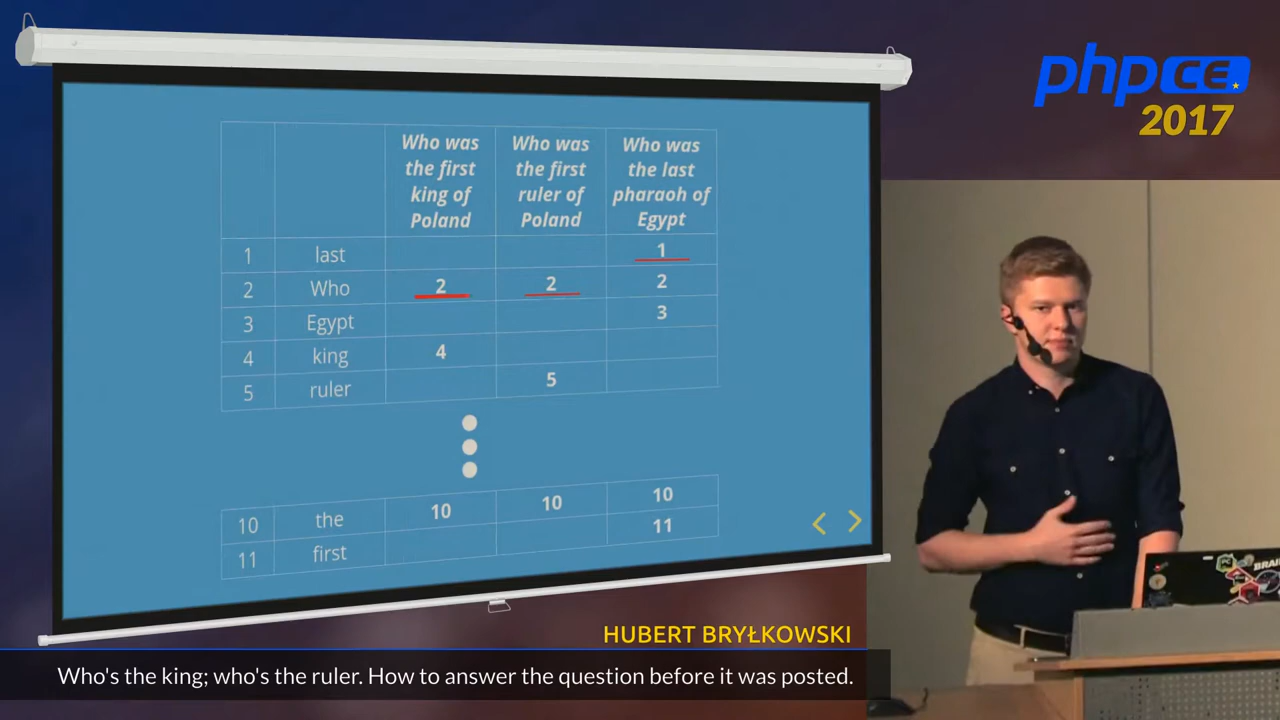 phpCE
2017
Who was the first king of Poland
Who was the first ruler of Poland
Who was the last pharaoh of Egypt
1 last 1
2 Who 2 2 2
3 Egypt 3
4 king 4
5 ruler 5
10 the 10 10 10
11 first 11
< >
PC
BRAI
HUBERT BRYŁKOWSKI
Who's the king; who's the ruler. How to answer the question before it was posted.